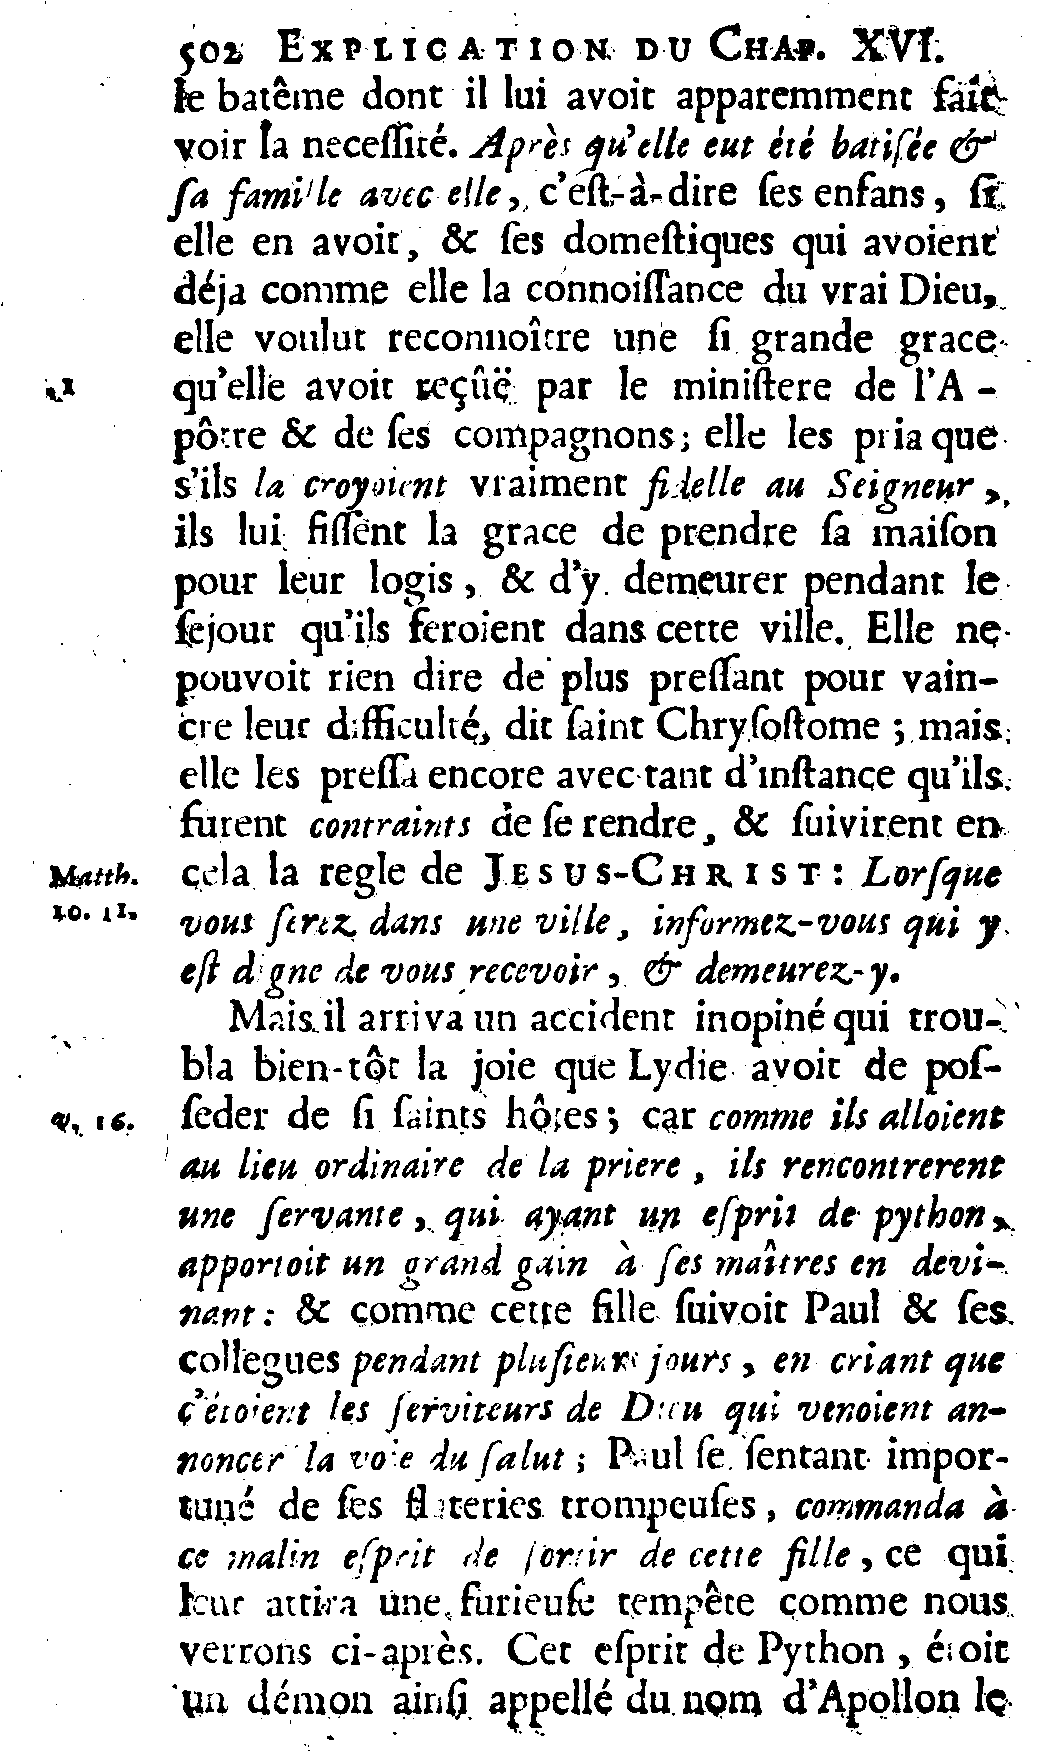 502 EXPLICATION DU CHAP. XVI.
le batême dont il lui avoit apparemment fait
voir la neceſſité. Après qu'elle eut été batiſée &
ſa famille avec elle, c'eſt-à-dire ſes enfans, ſi
elle en avoit, & ſes domeſtiques qui avoient
déja comme elle la connoiſſance du vrai Dieu,
elle voulut reconnoître une ſi grande grace
qu'elle avoit reçûë par le miniſtere de l'A-
pôtre & de ſes compagnons; elle les pria que
s'ils la croyoient vraiment fidelle au Seigneur,
ils lui fiſſent la grace de prendre ſa maiſon
pour leur logis, & d'y demeurer pendant le
ſejour qu'ils feroient dans cette ville. Elle ne
pouvoit rien dire de plus preſſant pour vain-
cre leur difficulté, dit ſaint Chryſoſtome; mais
elle les preſſa encore avec tant d'inſtance qu'ils
furent contraints de ſe rendre, & ſuivirent en
Matth. cela la regle de JESUS-CHRIST: Lorſque
10. 11. vous ſerez dans une ville, informez-vous qui y
eſt digne de vous recevoir, & demeurez-y.
Mais il arriva un accident inopiné qui trou-
bla bien-tôt la joie que Lydie avoit de poſ-
v. 16. ſeder de ſi ſaints hôtes; car comme ils alloient
au lieu ordinaire de la priere, ils rencontrerent
une ſervante, qui ayant un eſprit de python,
apportoit un grand gain à ſes maîtres en devi-
nant: & comme cette fille ſuivoit Paul & ſes
collegues pendant pluſieurs jours, en criant que
c'étoient les ſerviteurs de Dieu qui venoient an-
noncer la voie du ſalut; Paul ſe ſentant impor-
tuné de ſes flateries trompeuſes, commanda à
ce malin eſprit de ſortir de cette fille, ce qui
leur attira une furieuſe tempête comme nous
verrons ci-après. Cet eſprit de Python, étoit
un démon ainſi appellé du nom d'Apollon le